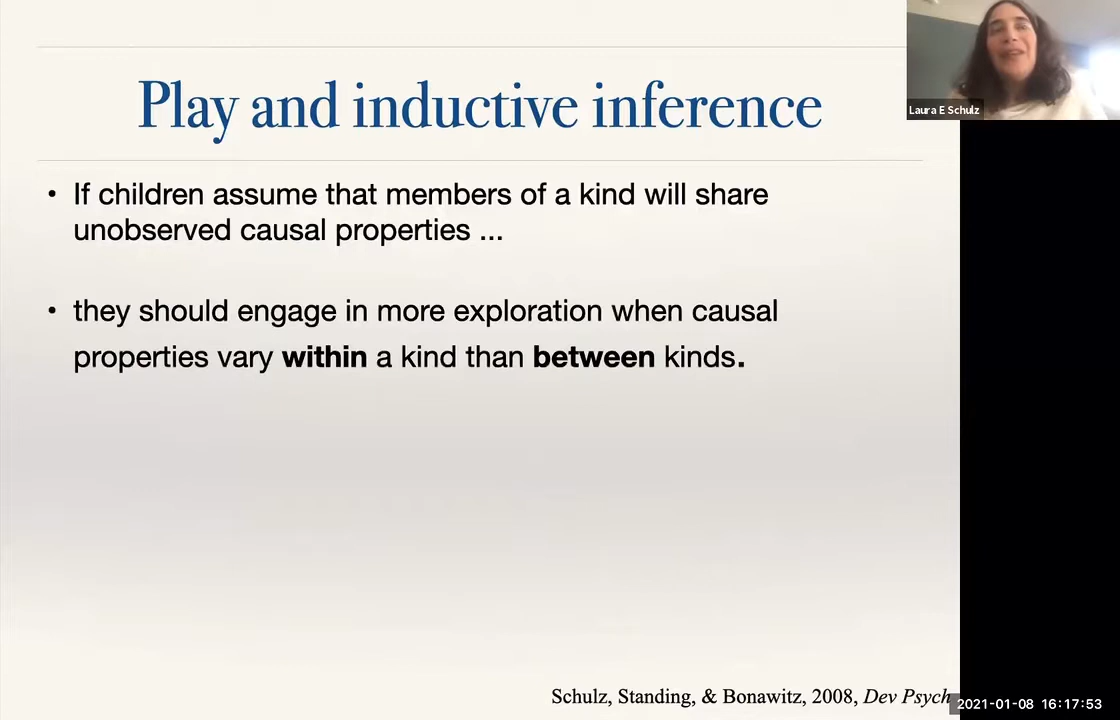 Play and inductive inference
Laura E Schulz
• If children assume that members of a kind will share
unobserved causal properties ...
• they should engage in more exploration when causal
properties vary within a kind than between kinds.
Schulz, Standing, & Bonawitz, 2008, Dev Psych
2021-01-08 16:17:53